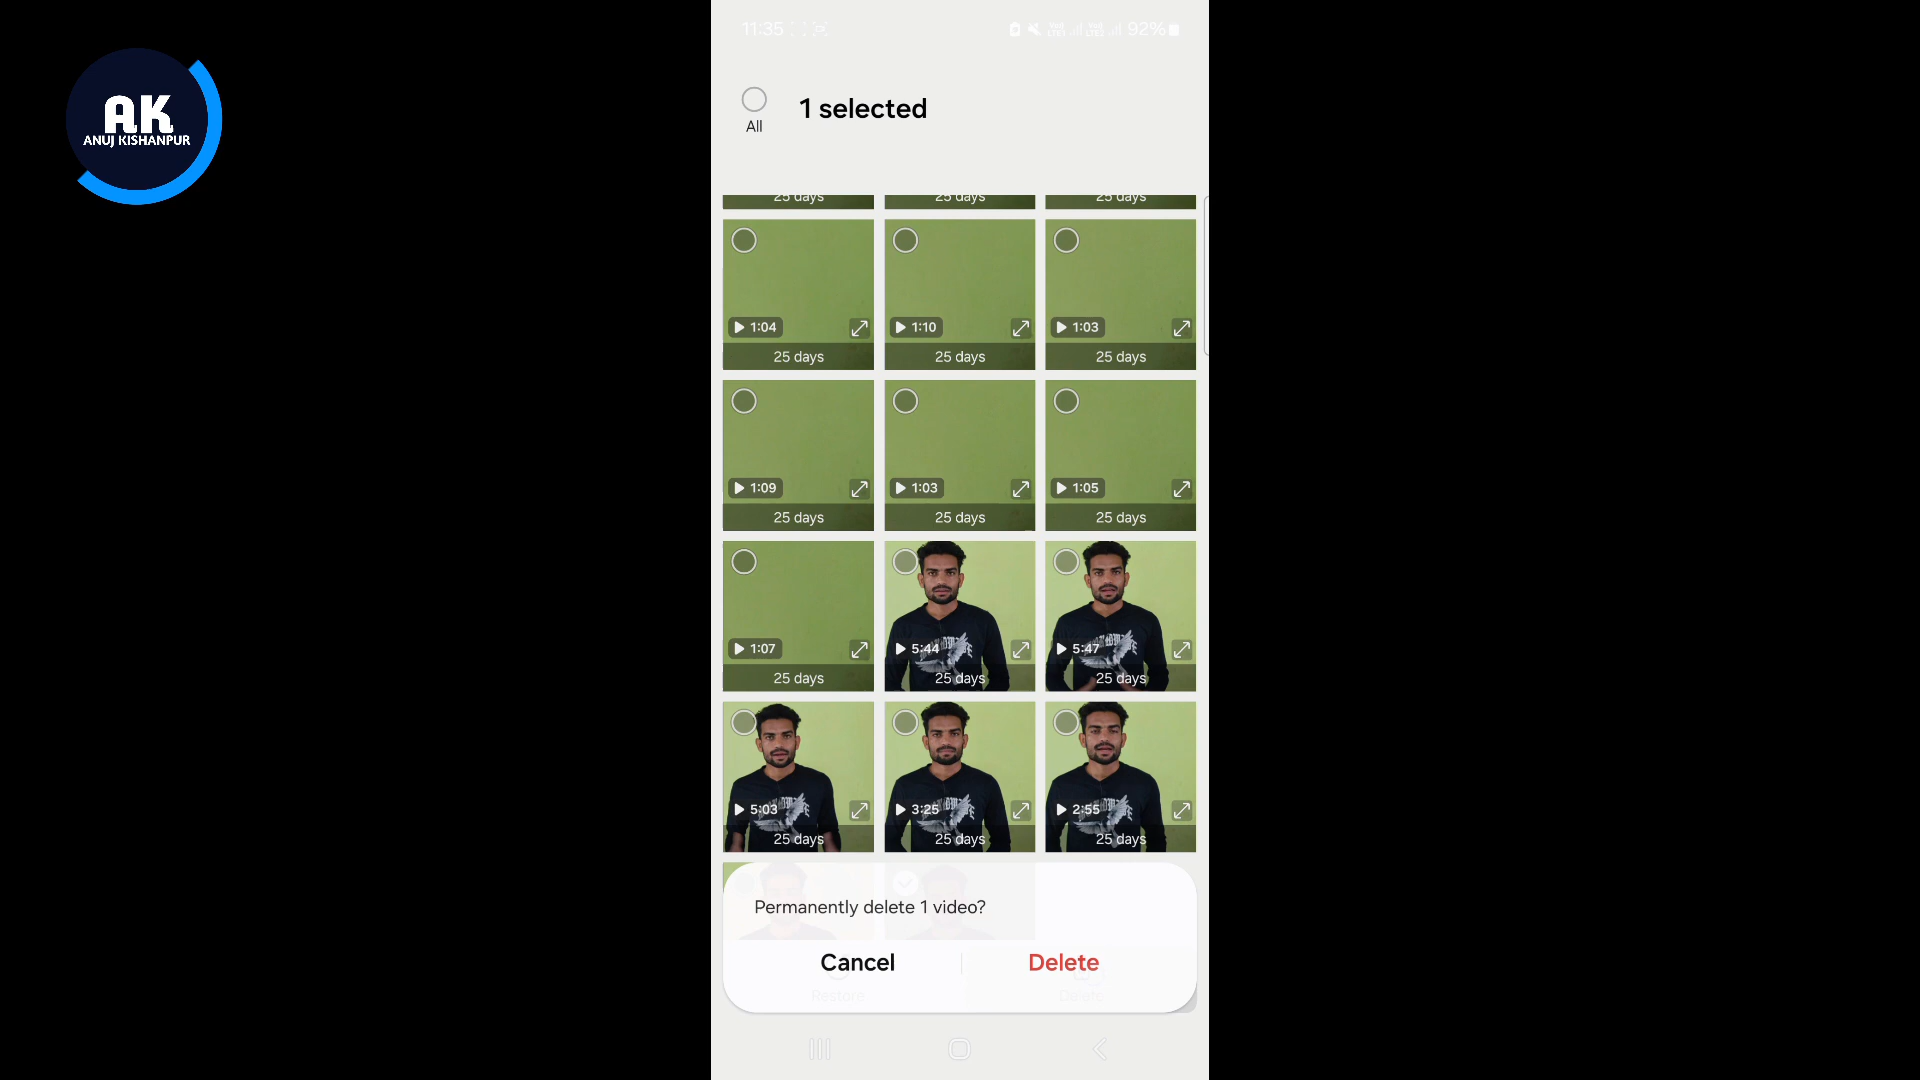 11:35
92%
AK
ANUJ KISHANPUR
All
1 selected
25 days 25 days 25 days
1:04 1:10 1:03
25 days 25 days 25 days
1:09 1:03 1:05
25 days 25 days 25 days
1:07 5:44 5:47
25 days 25 days 25 days
5:03 3:25 2:55
25 days 25 days 25 days
Permanently delete 1 video?
Cancel Delete
Restore Delete